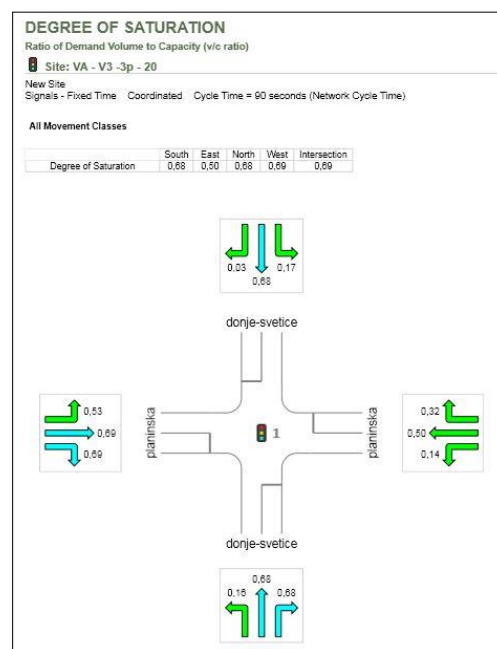 DEGREE OF SATURATION
Ratio of Demand Volume to Capacity (v/c ratio)
Site: VA - V3 -3p - 20
New Site
Signals - Fixed Time Coordinated Cycle Time = 90 seconds (Network Cycle Time)
All Movement Classes
South East North West Intersection
Degree of Saturation 0,68 0,50 0,68 0,69 0,69
0,03 0,17
0,68
donje-svetice
0,53
0,69
0,69
planinska
1
planinska
0,32
0,50
0,14
donje-svetice
0,68
0,16 0,68